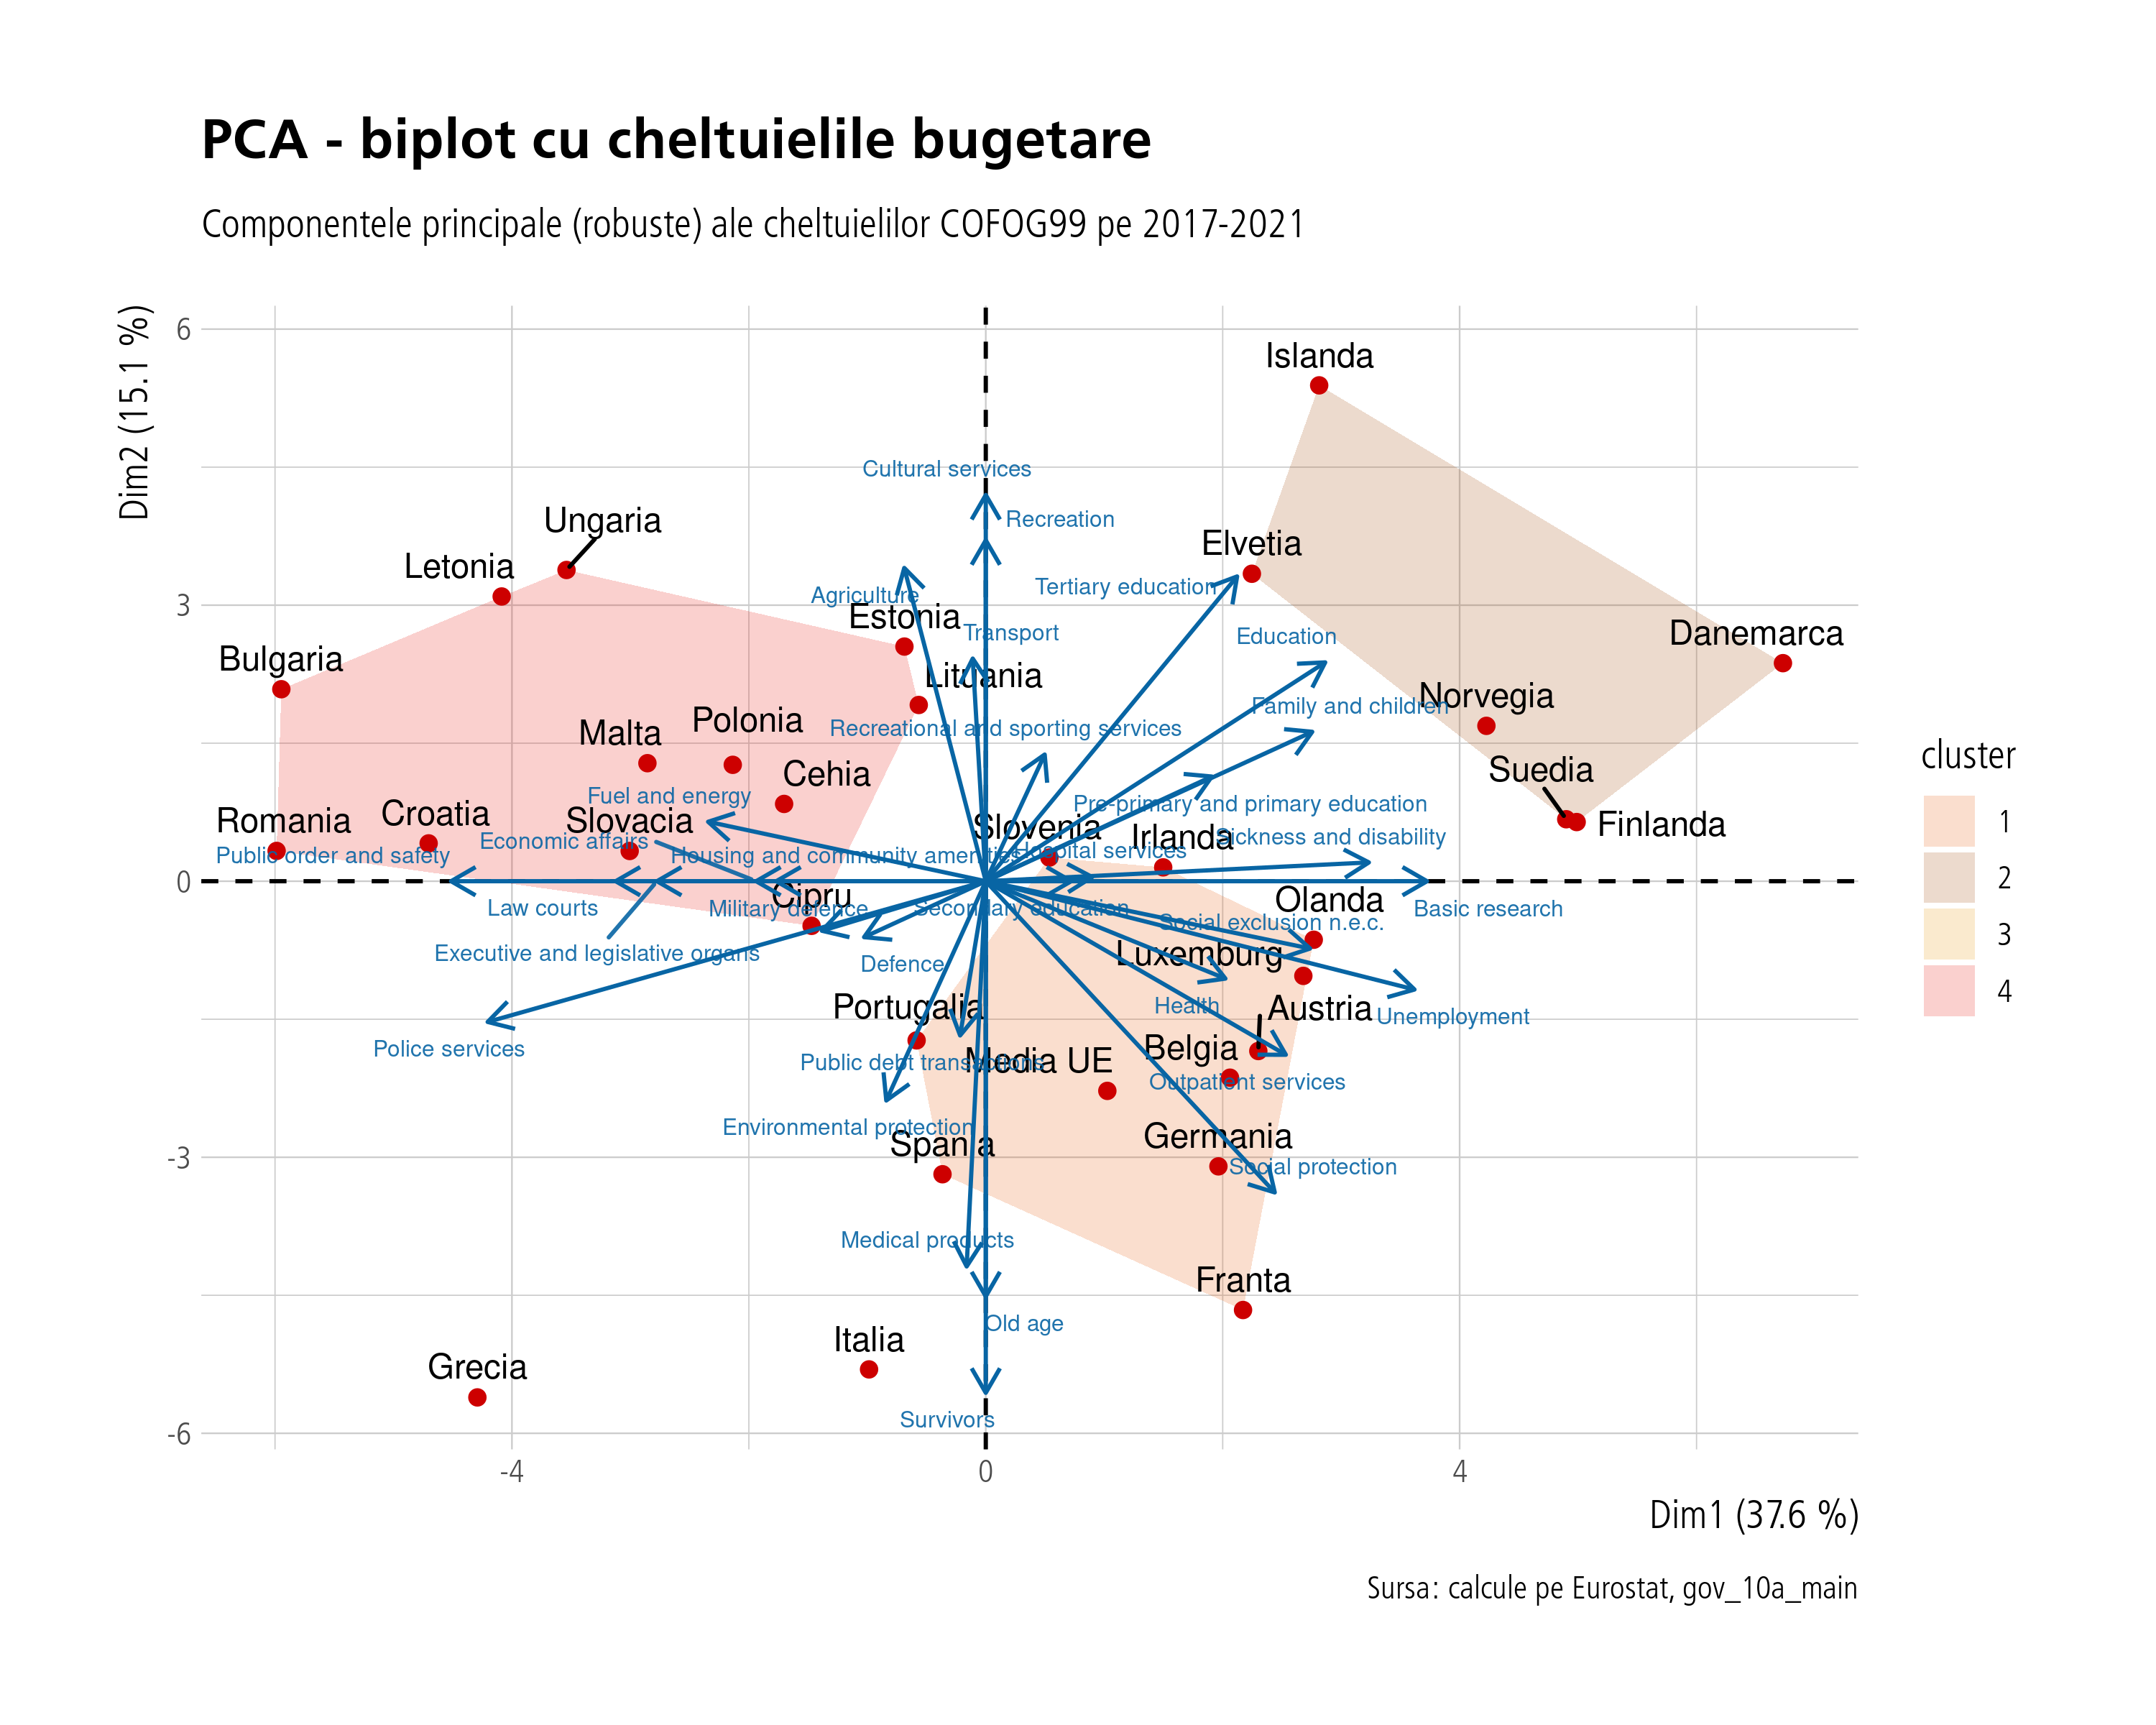 PCA - biplot cu cheltuielile bugetare
Componentele principale (robuste) ale cheltuielilor COFOG99 pe 2017-2021
Dim2 (15.1 %)
6
3
0
-3
-6
Islanda
Cultural services
Ungaria
Recreation
Elvetia
Letonia
Tertiary education
Agriculture
Estonia
Transport
Education
Danemarca
Bulgaria
Lituania
Norvegia
Family and children
Polonia
Malta
Recreational and sporting services
Cehia
Suedia
Fuel and energy
Pre-primary and primary education
Romania
Croatia
Slovacia
Slovenia
Irlanda
Finlanda
Economic affairs
Sickness and disability
Public order and safety
Housing and community amenities
Hospital services
Cipru
Olanda
Law courts
Military defence
Secondary education
Basic research
Social exclusion n.e.c.
Executive and legislative organs
Luxemburg
Defence
Portugalia
Health
Austria
Unemployment
Police services
Belgia
Public debt transactions
Media UE
Outpatient services
Environmental protection
Spania
Germania
Social protection
Medical products
Franta
Old age
Italia
Grecia
Survivors
-4
0
4
Dim1 (37.6 %)
cluster
1
2
3
4
Sursa: calcule pe Eurostat, gov_10a_main